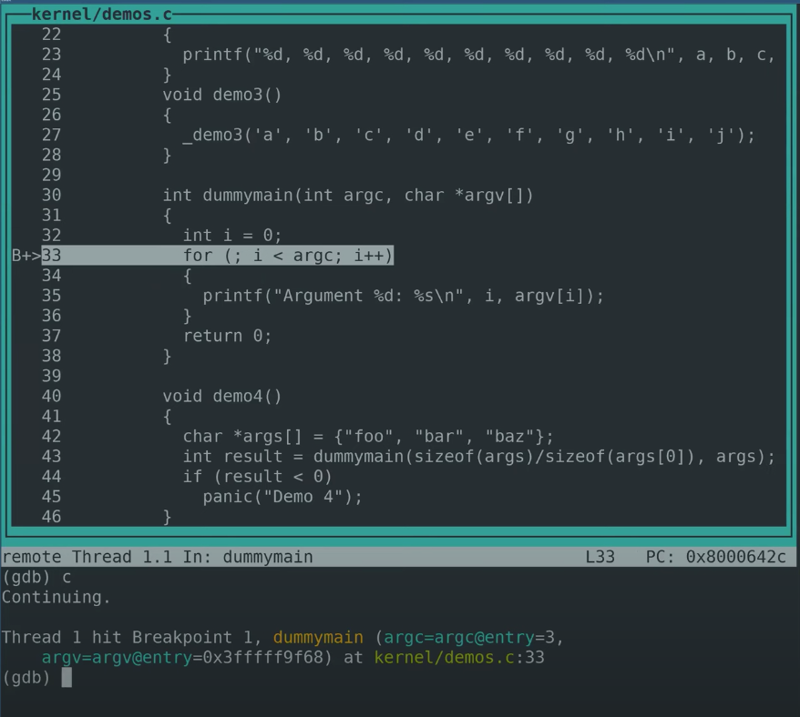 kernel/demos.c
22 {
23 printf("%d, %d, %d, %d, %d, %d, %d, %d, %d, %d\n", a, b, c,
24 }
25 void demo3()
26 {
27 _demo3('a', 'b', 'c', 'd', 'e', 'f', 'g', 'h', 'i', 'j');
28 }
29
30 int dummymain(int argc, char *argv[])
31 {
32 int i = 0;
B+>33 for (; i < argc; i++)
34 {
35 printf("Argument %d: %s\n", i, argv[i]);
36 }
37 return 0;
38 }
39
40 void demo4()
41 {
42 char *args[] = {"foo", "bar", "baz"};
43 int result = dummymain(sizeof(args)/sizeof(args[0]), args);
44 if (result < 0)
45 panic("Demo 4");
46 }
remote Thread 1.1 In: dummymain L33 PC: 0x8000642c
(gdb) c
Continuing.
Thread 1 hit Breakpoint 1, dummymain (argc=argc@entry=3,
argv=argv@entry=0x3fffff9f68) at kernel/demos.c:33
(gdb)